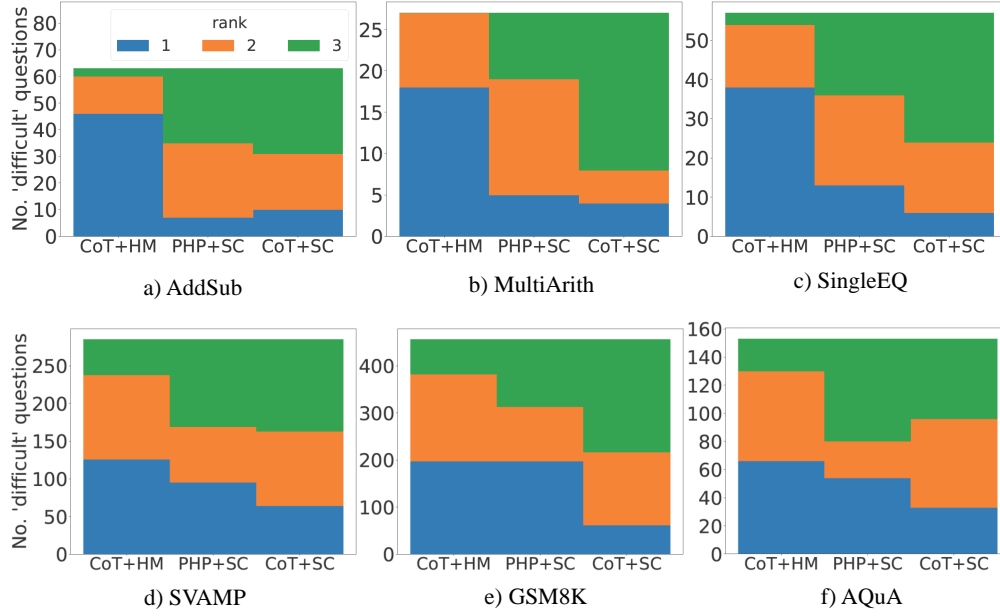 No. 'difficult' questions
80
70
60
50
40
30
20
10
0
rank
1 2 3
CoT+HM PHP+SC CoT+SC
a) AddSub
25
20
15
10
5
0
CoT+HM PHP+SC CoT+SC
b) MultiArith
50
40
30
20
10
0
CoT+HM PHP+SC CoT+SC
c) SingleEQ
No. 'difficult' questions
250
200
150
100
50
0
CoT+HM PHP+SC CoT+SC
d) SVAMP
400
300
200
100
0
CoT+HM PHP+SC CoT+SC
e) GSM8K
160
140
120
100
80
60
40
20
0
CoT+HM PHP+SC CoT+SC
f) AQuA